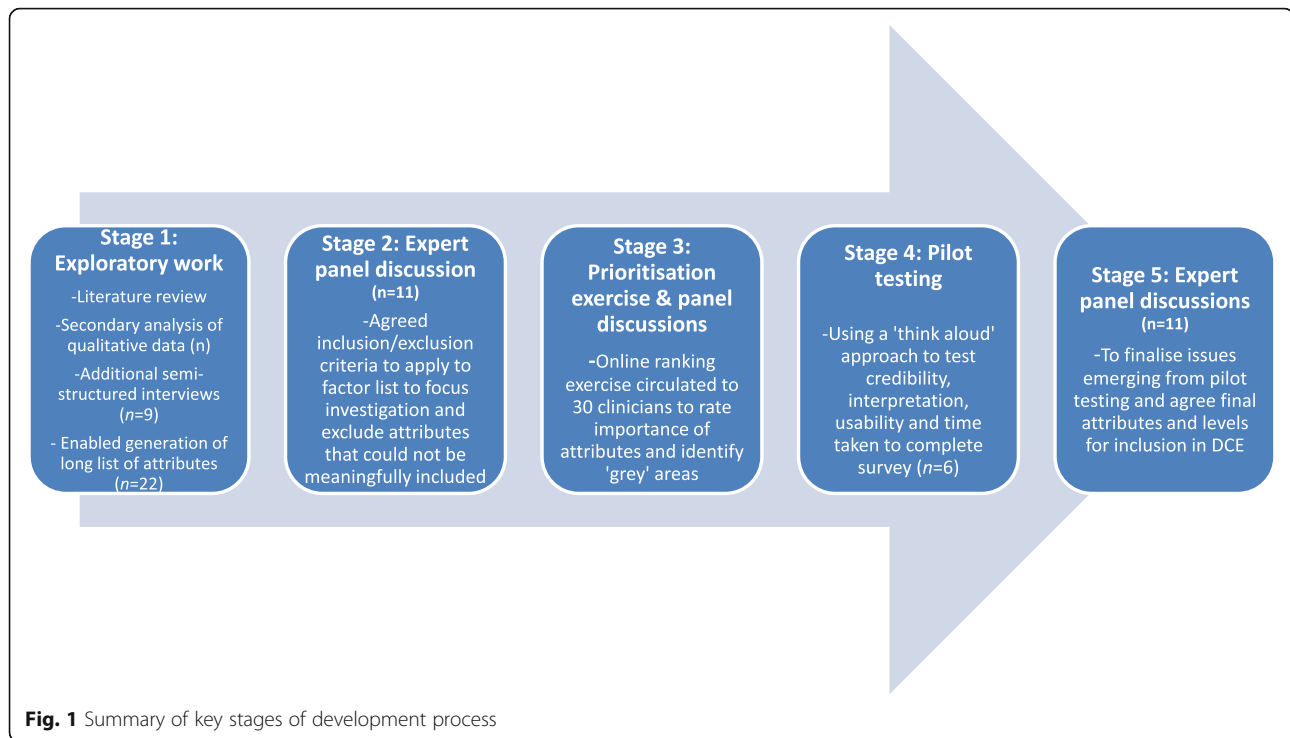 Stage 1:
Exploratory work
-Literature review
-Secondary analysis of
qualitative data (n)
-Additional semi-
structured interviews
(n=9)
- Enabled generation of
long list of attributes
(n=22)
Stage 2: Expert
panel discussion
(n=11)
-Agreed
inclusion/exclusion
criteria to apply to
factor list to focus
investigation and
exclude attributes
that could not be
meaningfully included
Stage 3:
Prioritisation
exercise & panel
discussions
-Online ranking
exercise circulated to
30 clinicians to rate
importance of
attributes and identify
'grey' areas
Stage 4: Pilot
testing
-Using a 'think aloud'
approach to test
credibility,
interpretation,
usability and time
taken to complete
survey (n=6)
Stage 5: Expert
panel discussions
(n=11)
-To finalise issues
emerging from pilot
testing and agree final
attributes and levels
for inclusion in DCE
Fig. 1 Summary of key stages of development process